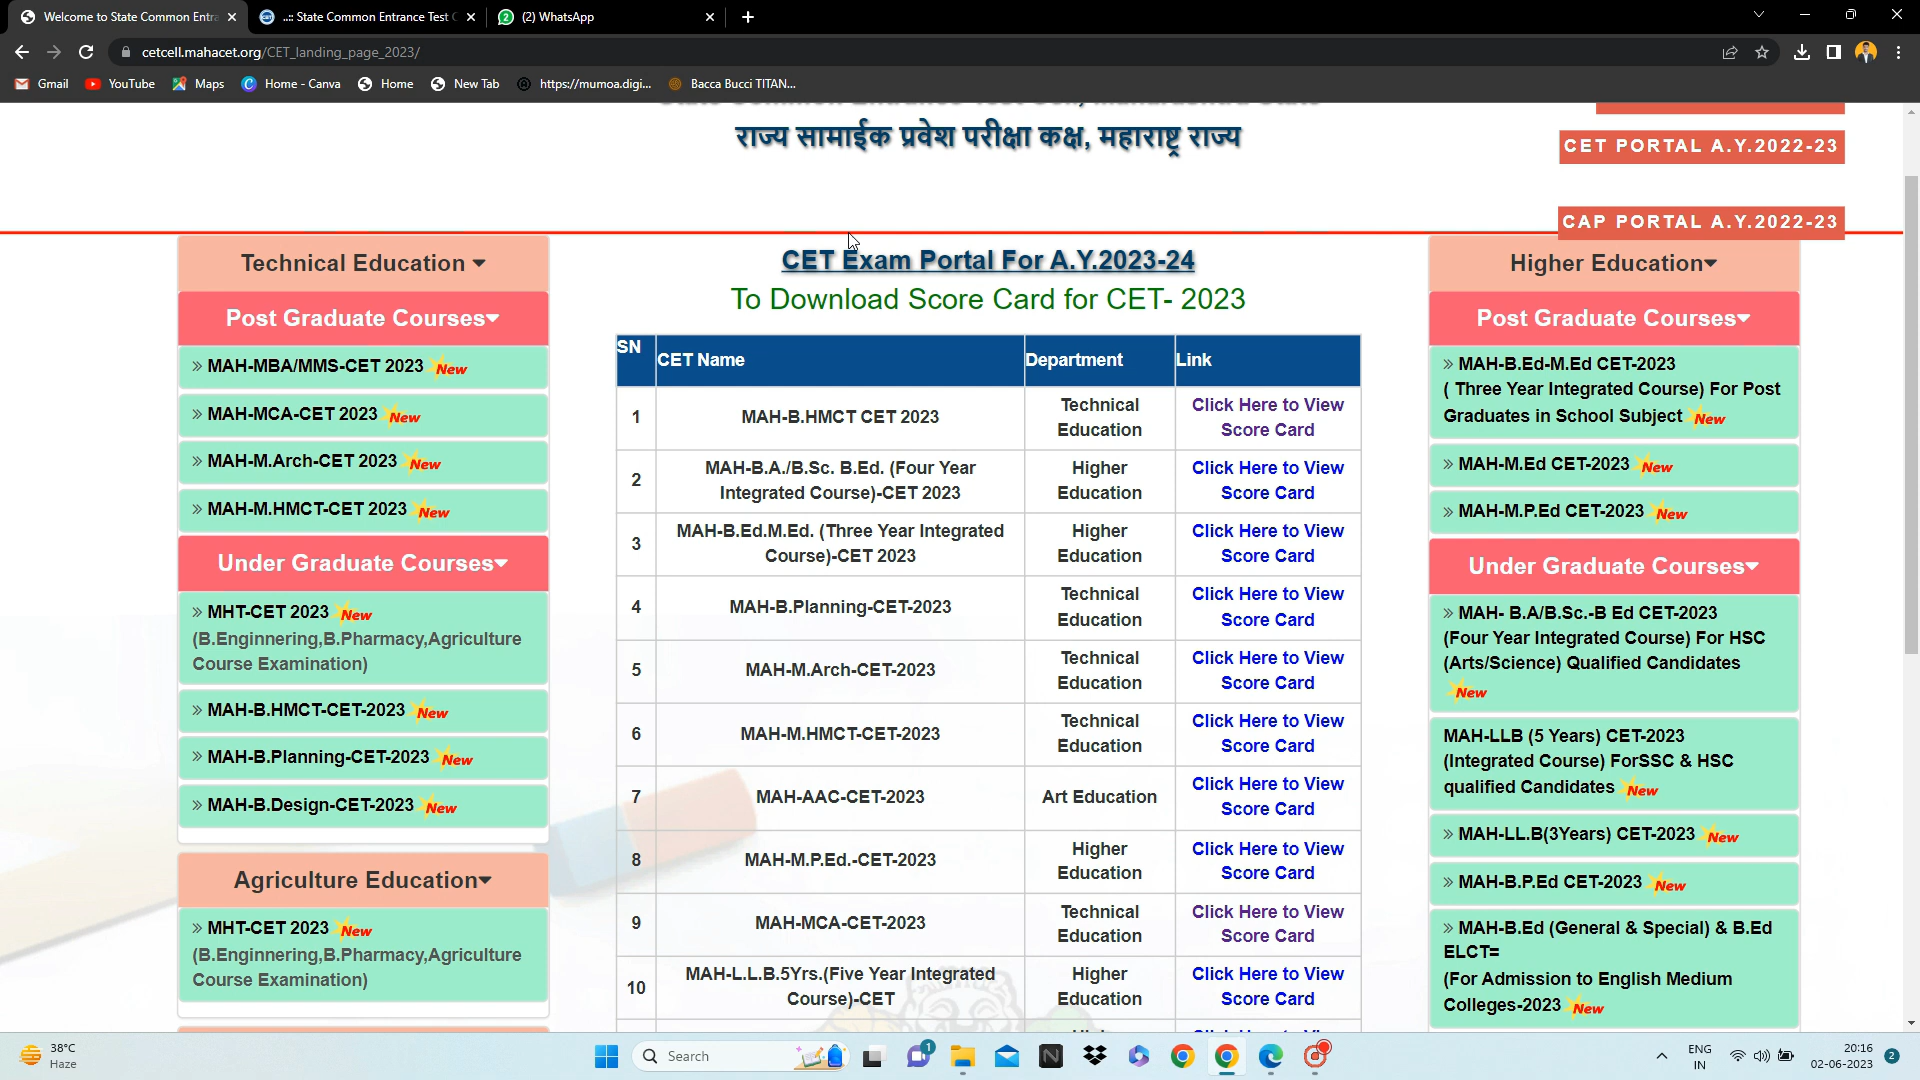 Welcome to State Common Entra
..:: State Common Entrance Test C
(2) WhatsApp
cetcell.mahacet.org/CET_landing_page_2023/
Gmail
YouTube
Maps
Home - Canva
Home
New Tab
https://mumoa.digi...
Bacca Bucci TITAN...
राज्य सामाईक प्रवेश परीक्षा कक्ष, महाराष्ट्र राज्य
CET PORTAL A.Y.2022-23
CAP PORTAL A.Y.2022-23
Technical Education
Post Graduate Courses
» MAH-MBA/MMS-CET 2023 New
» MAH-MCA-CET 2023 New
» MAH-M.Arch-CET 2023 New
» MAH-M.HMCT-CET 2023 New
Under Graduate Courses
» MHT-CET 2023 New
(B.Enginnering,B.Pharmacy,Agriculture
Course Examination)
» MAH-B.HMCT-CET-2023 New
» MAH-B.Planning-CET-2023 New
» MAH-B.Design-CET-2023 New
Agriculture Education
» MHT-CET 2023 New
(B.Enginnering,B.Pharmacy,Agriculture
Course Examination)
CET Exam Portal For A.Y.2023-24
To Download Score Card for CET- 2023
SN CET Name Department Link
1 MAH-B.HMCT CET 2023 Technical Education Click Here to View Score Card
2 MAH-B.A./B.Sc. B.Ed. (Four Year Integrated Course)-CET 2023 Higher Education Click Here to View Score Card
3 MAH-B.Ed.M.Ed. (Three Year Integrated Course)-CET 2023 Higher Education Click Here to View Score Card
4 MAH-B.Planning-CET-2023 Technical Education Click Here to View Score Card
5 MAH-M.Arch-CET-2023 Technical Education Click Here to View Score Card
6 MAH-M.HMCT-CET-2023 Technical Education Click Here to View Score Card
7 MAH-AAC-CET-2023 Art Education Click Here to View Score Card
8 MAH-M.P.Ed.-CET-2023 Higher Education Click Here to View Score Card
9 MAH-MCA-CET-2023 Technical Education Click Here to View Score Card
10 MAH-L.L.B.5Yrs.(Five Year Integrated Course)-CET Higher Education Click Here to View Score Card
Higher Education
Post Graduate Courses
» MAH-B.Ed-M.Ed CET-2023
( Three Year Integrated Course) For Post
Graduates in School Subject New
» MAH-M.Ed CET-2023 New
» MAH-M.P.Ed CET-2023 New
Under Graduate Courses
» MAH- B.A/B.Sc.-B Ed CET-2023
(Four Year Integrated Course) For HSC
(Arts/Science) Qualified Candidates
New
MAH-LLB (5 Years) CET-2023
(Integrated Course) ForSSC & HSC
qualified Candidates New
» MAH-LL.B(3Years) CET-2023 New
» MAH-B.P.Ed CET-2023 New
» MAH-B.Ed (General & Special) & B.Ed
ELCT=
(For Admission to English Medium
Colleges-2023 New
38°C
Haze
Search
1
ENG
IN
20:16
02-06-2023
2